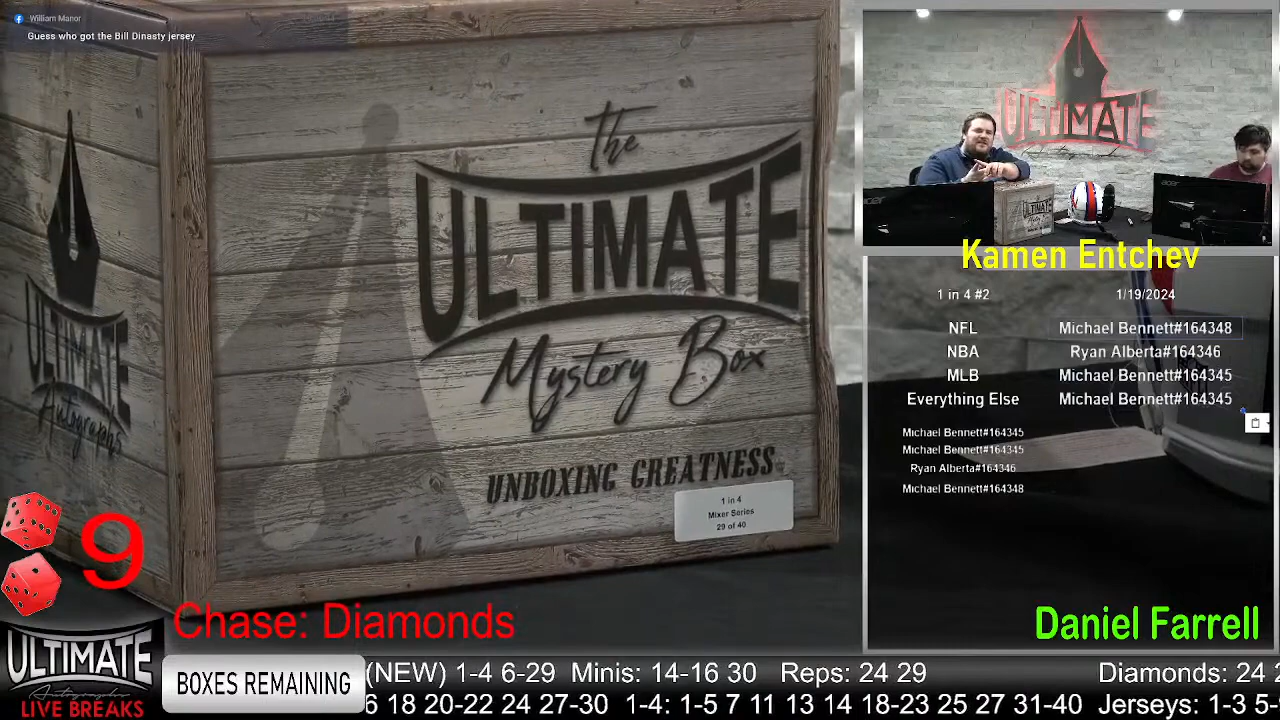 William Manor
Guess who got the Bill Dinasty jersey
The
ULTIMATE
Mystery Box
UNBOXING GREATNESS
1 in 4
Mixer Series
29 of 40
ULTIMATE
Autographs
ULTIMATE
acer
acer
Kamen Entchev
1 in 4 #2 1/19/2024
NFL Michael Bennett#164348
NBA Ryan Alberta#164346
MLB Michael Bennett#164345
Everything Else Michael Bennett#164345
Michael Bennett#164345
Michael Bennett#164345
Ryan Alberta#164346
Michael Bennett#164348
Daniel Farrell
9
Chase: Diamonds
ULTIMATE
Autographs
LIVE BREAKS
BOXES REMAINING
(NEW) 1-4 6-29 Minis: 14-16 30 Reps: 24 29 Diamonds: 24
6 18 20-22 24 27-30 1-4: 1-5 7 11 13 14 18-23 25 27 31-40 Jerseys: 1-3 5-